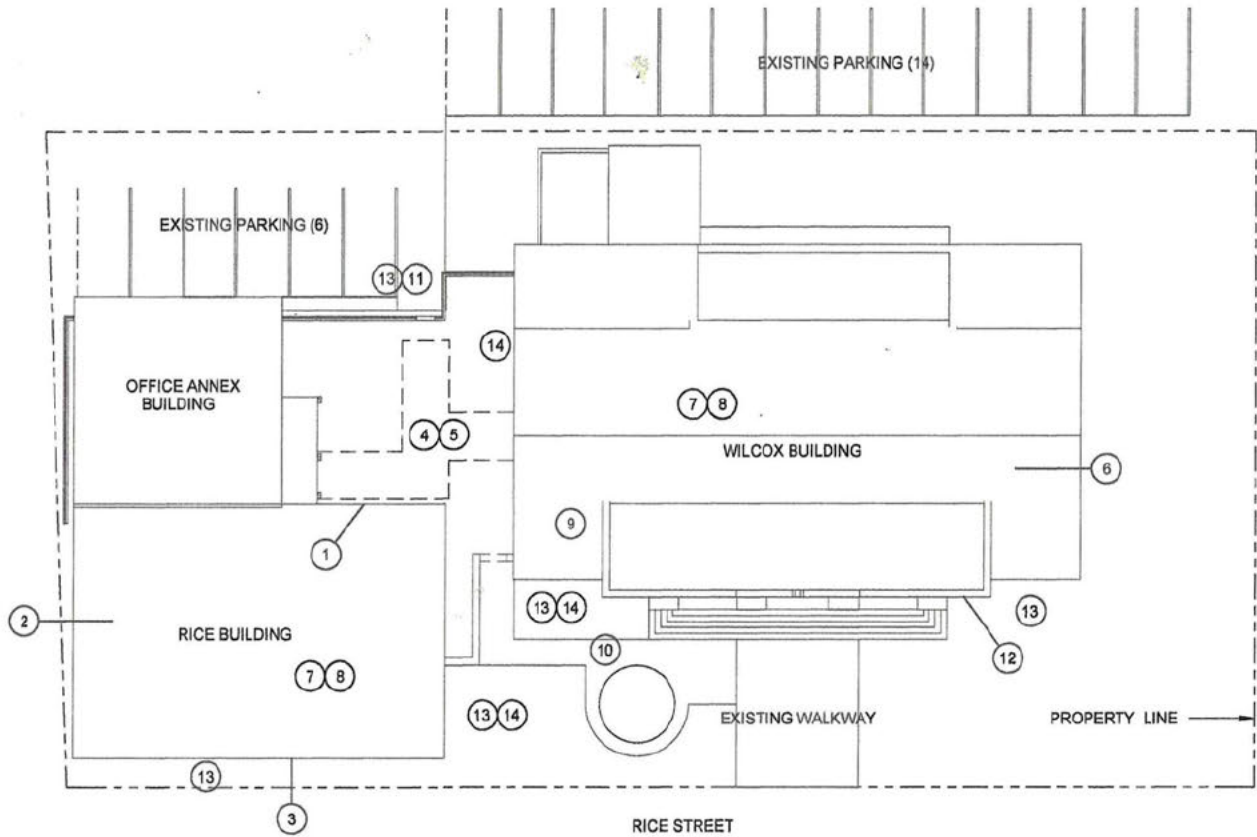 EXISTING PARKING (14)
EXISTING PARKING (6)
13 11
14
OFFICE ANNEX
BUILDING
7 8
4 5
WILCOX BUILDING
6
9
1
13 14
13
2
RICE BUILDING
10
12
7 8
13 14
EXISTING WALKWAY
PROPERTY LINE
13
3
RICE STREET